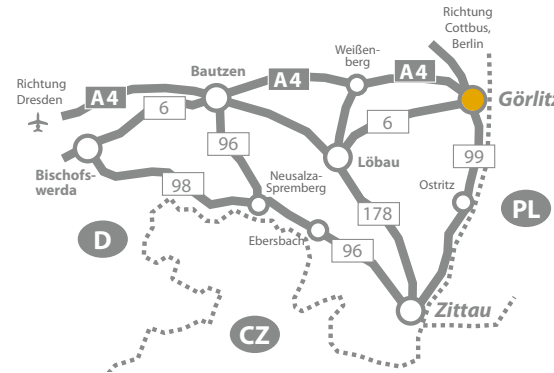 Richtung
Cottbus,
Berlin
Weißen-
berg
Bautzen
A4
A4
Richtung
Dresden
A4
6
6
Görlitz
96
99
Löbau
Bischofs-
werda
98
Neusalza-
Spremberg
Ostritz
178
PL
D
Ebersbach
96
Zittau
CZ